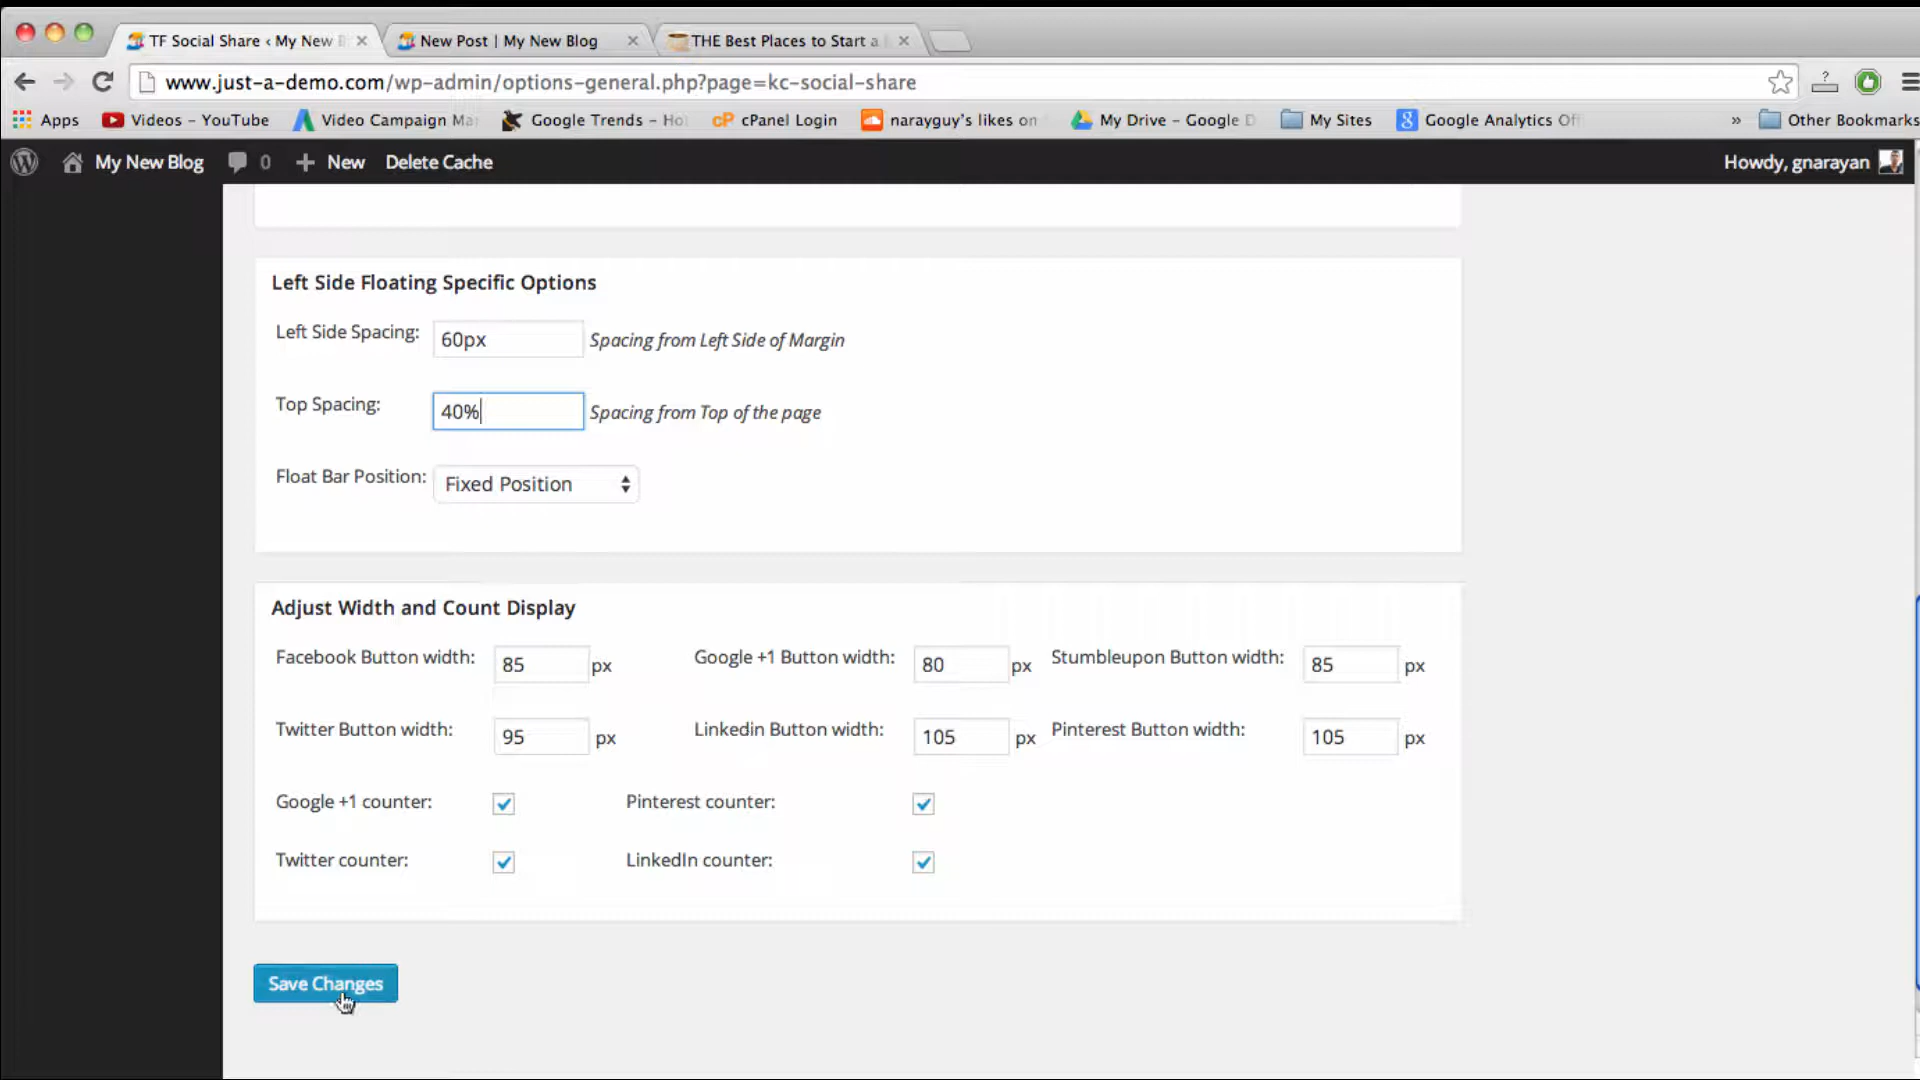 TF Social Share ‹ My New B
New Post | My New Blog
THE Best Places to Start a
www.just-a-demo.com/wp-admin/options-general.php?page=kc-social-share
Apps
Videos - YouTube
Video Campaign Ma
Google Trends - Ho
cPanel Login
narayguy's likes on
My Drive - Google D
My Sites
Google Analytics Off
»
Other Bookmarks
My New Blog
0
New
Delete Cache
Howdy, gnarayan
Left Side Floating Specific Options
Left Side Spacing: 60px Spacing from Left Side of Margin
Top Spacing: 40% Spacing from Top of the page
Float Bar Position: Fixed Position
Adjust Width and Count Display
Facebook Button width: 85 px Google +1 Button width: 80 px Stumbleupon Button width: 85 px
Twitter Button width: 95 px Linkedin Button width: 105 px Pinterest Button width: 105 px
Google +1 counter: Pinterest counter:
Twitter counter: LinkedIn counter:
Save Changes